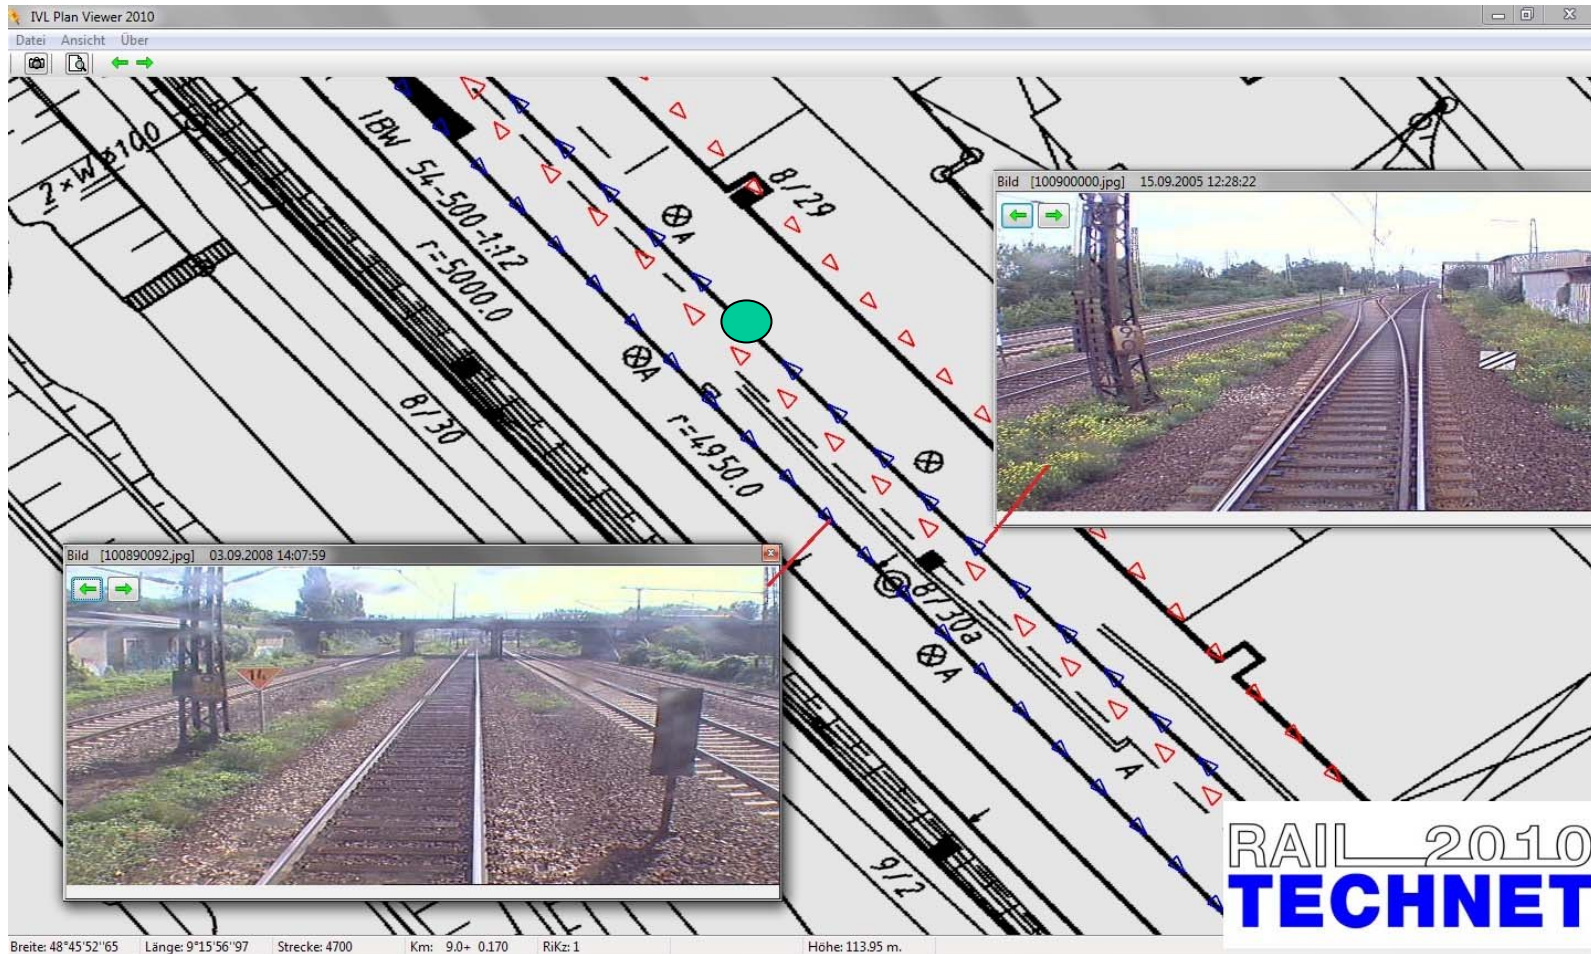 IVL Plan Viewer 2010
Datei Ansicht Über
2xW 8100
IBW 54-500-1:12
r=5000.0
8/29
A
A
8/30
r=4950.0
8/30a
A
A
9/2
Bild [100900000.jpg] 15.09.2005 12:28:22
Bild [100890092.jpg] 03.09.2008 14:07:59
RAIL 2010
TECHNET
Breite: 48°45'52''65 Länge: 9°15'56''97 Strecke: 4700 Km: 9.0+ 0.170 RiKz: 1 Höhe: 113.95 m.